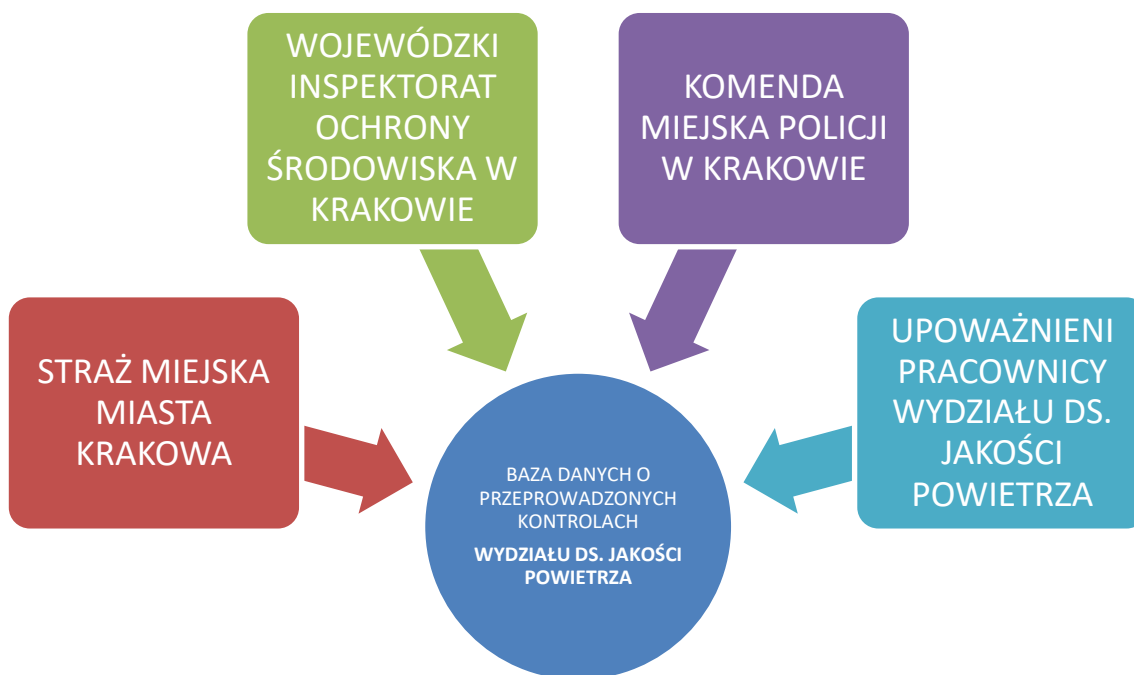 WOJEWÓDZKI
INSPEKTORAT
OCHRONY
ŚRODOWISKA W
KRAKOWIE
KOMENDA
MIEJSKA POLICJI
W KRAKOWIE
STRAŻ MIEJSKA
MIASTA
KRAKOWA
UPOWAŻNIENI
PRACOWNICY
WYDZIAŁU DS.
JAKOŚCI
POWIETRZA
BAZA DANYCH O
PRZEPROWADZONYCH
KONTROLACH
WYDZIAŁU DS. JAKOŚCI
POWIETRZA